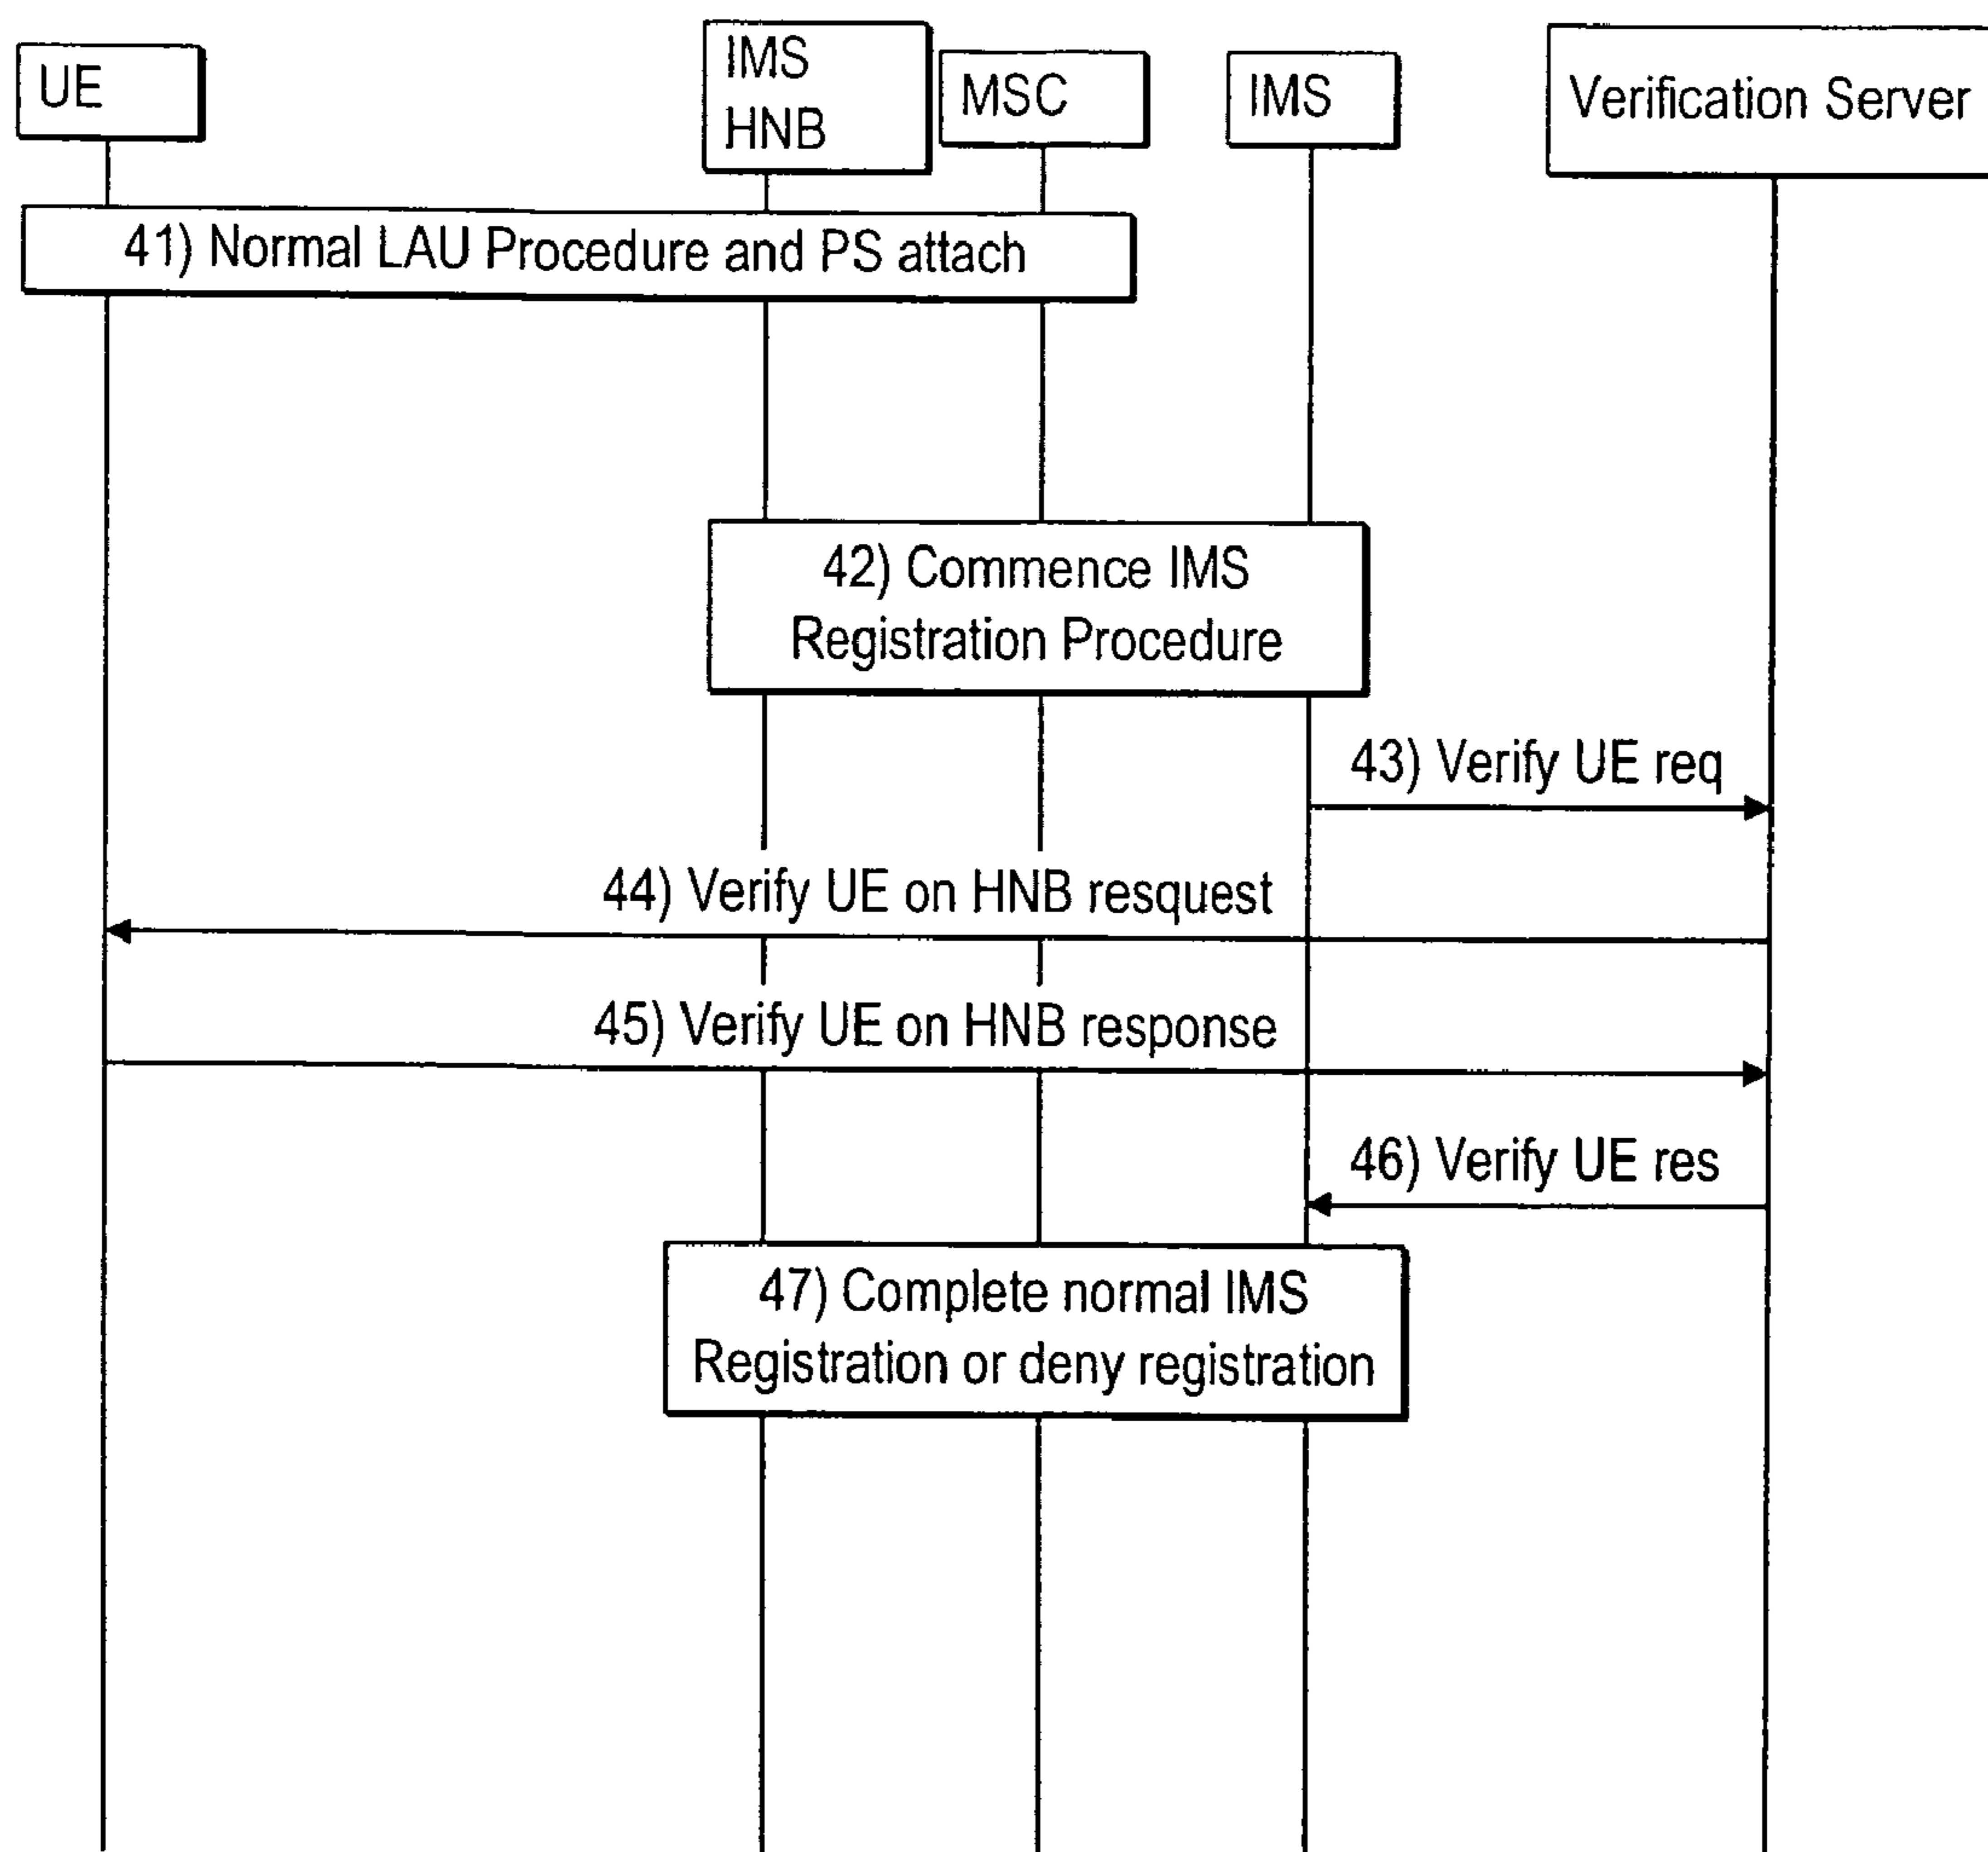 UE
IMS
HNB
MSC
IMS
Verification Server
41) Normal LAU Procedure and PS attach
42) Commence IMS
Registration Procedure
43) Verify UE req
44) Verify UE on HNB resquest
45) Verify UE on HNB response
46) Verify UE res
47) Complete normal IMS
Registration or deny registration